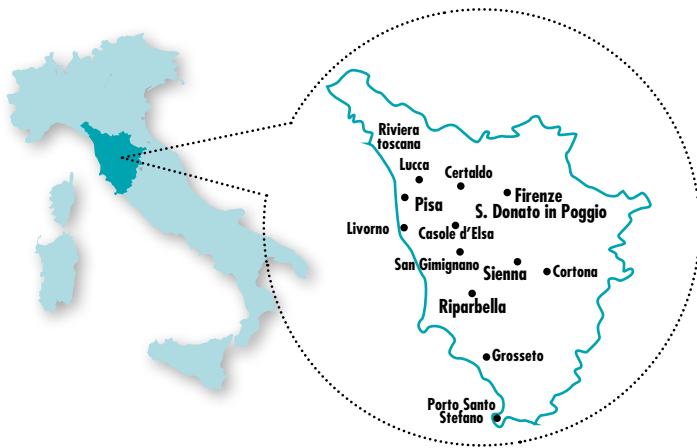 Riviera
toscana
Lucca
Certaldo
Firenze
Pisa
S. Donato in Poggio
Livorno
Casole d'Elsa
San Gimignano
Sienna
Cortona
Riparbella
Grosseto
Porto Santo
Stefano